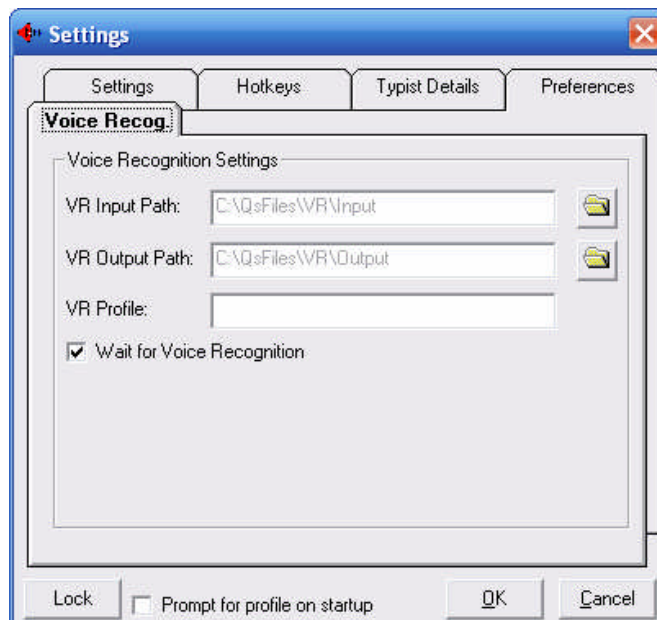 Settings
Settings Hotkeys Typist Details Preferences
Voice Recog.
Voice Recognition Settings
VR Input Path: C:\QsFiles\VR\Input
VR Output Path: C:\QsFiles\VR\Output
VR Profile:
Wait for Voice Recognition
Lock Prompt for profile on startup OK Cancel